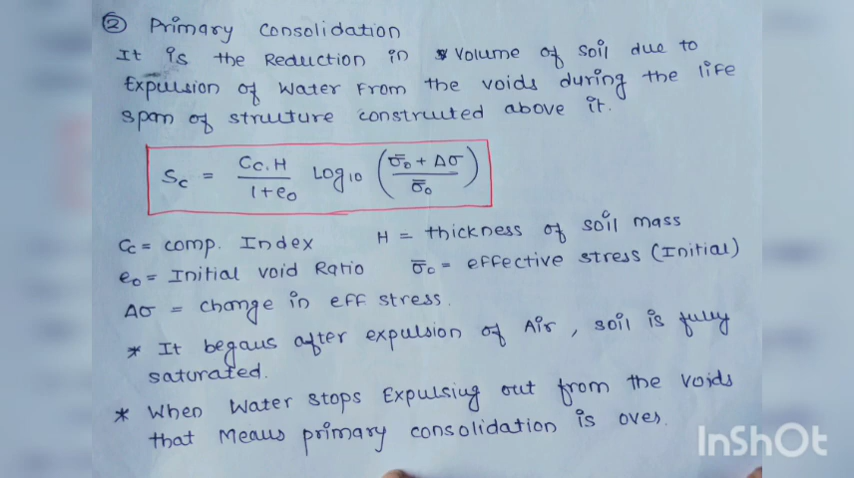 ② Primary consolidation
It is the Reduction in volume of soil due to
Expulsion of water From the voids during the life
span of structure constructed above it.
Sc = Cc.H / 1+e₀ Log₁₀ (σ̄₀ + Δσ / σ̄₀)
Cc = comp. Index H = thickness of soil mass
e₀ = Initial void Ratio σ̄₀ = effective stress (Initial)
Δσ = change in eff stress.
* It begans after expulsion of Air, soil is fully
saturated.
* When Water stops Expulsing out from the voids
that Means primary consolidation is over.
InShOt